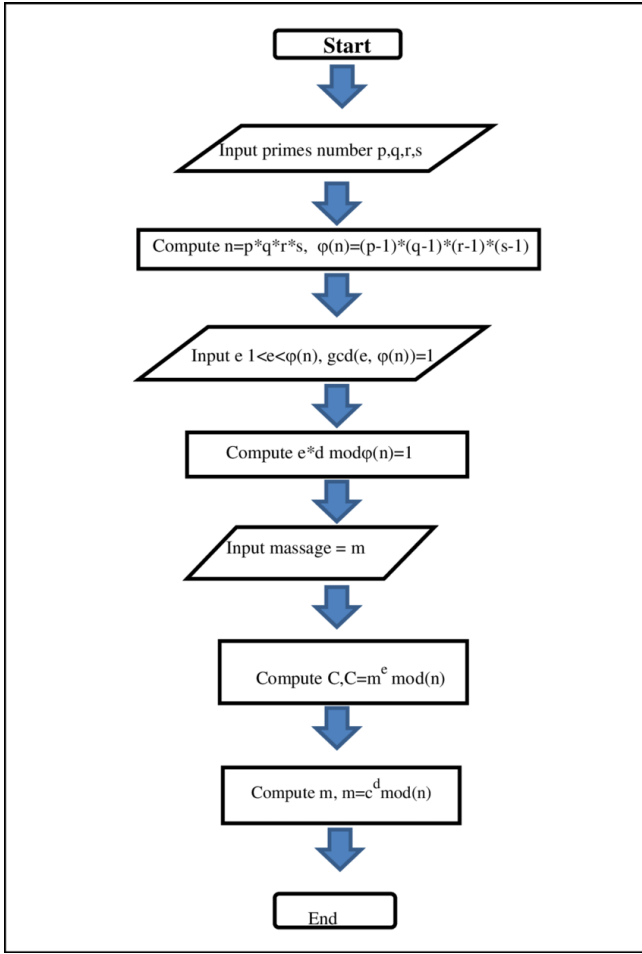 Start
Input primes number p,q,r,s
Compute n=p*q*r*s, φ(n)=(p-1)*(q-1)*(r-1)*(s-1)
Input e 1<e<φ(n), gcd(e, φ(n))=1
Compute e*d modφ(n)=1
Input massage = m
Compute C,C=m^e mod(n)
Compute m, m=c^d mod(n)
End